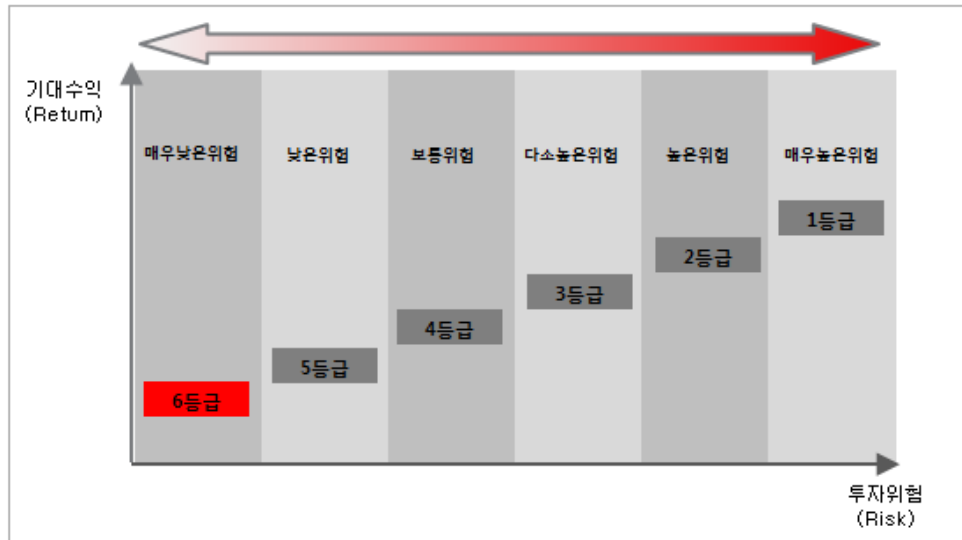 기대수익
(Return)
매우낮은위험
낮은위험
보통위험
다소높은위험
높은위험
매우높은위험
1등급
2등급
3등급
4등급
5등급
6등급
투자위험
(Risk)